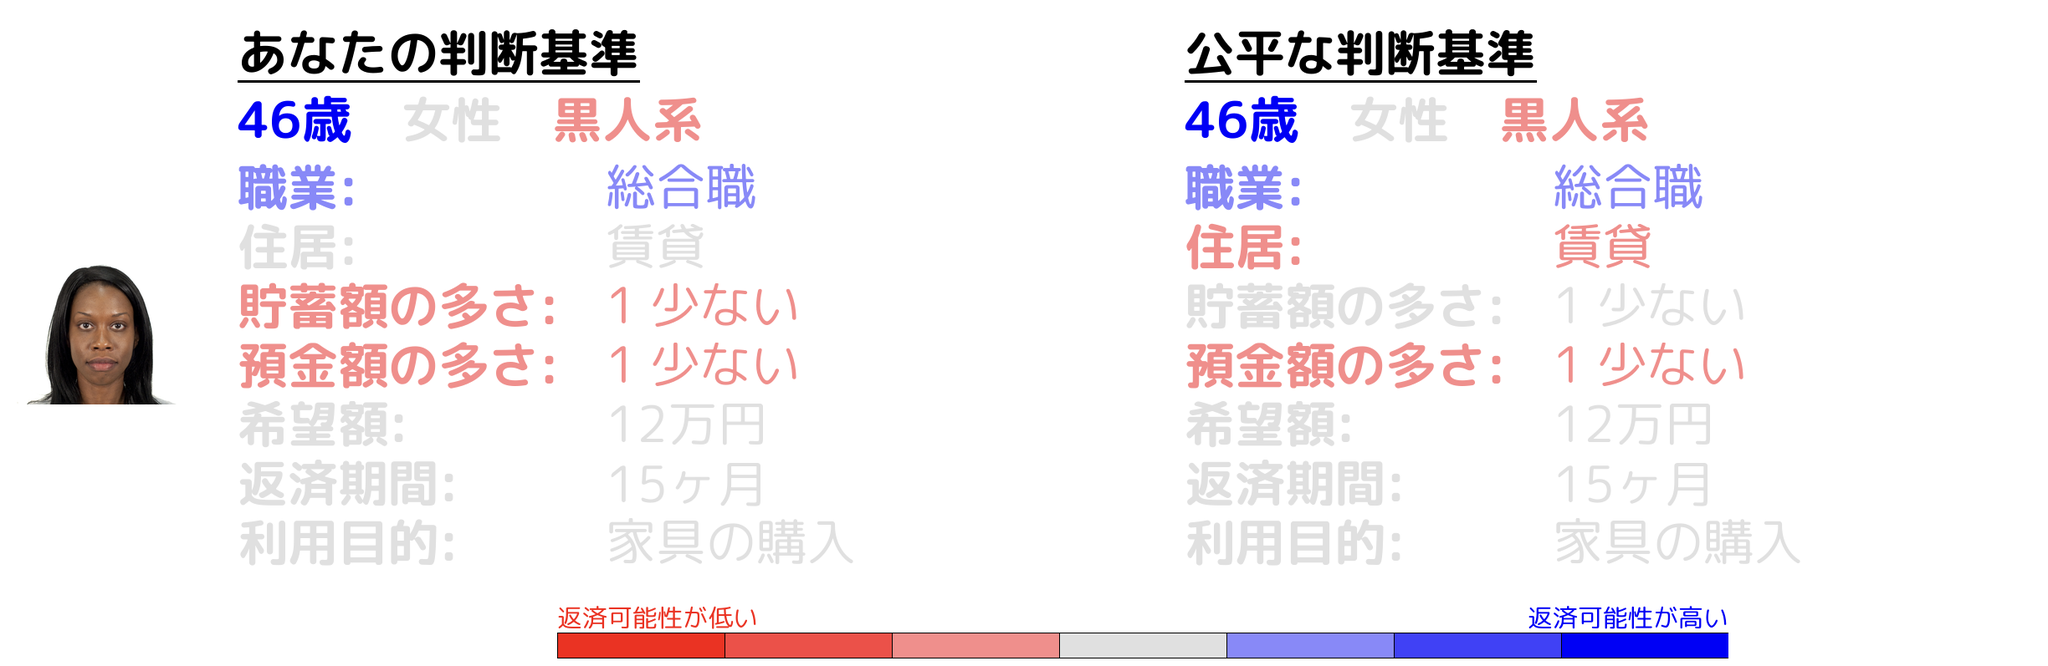 あなたの判断基準
46歳 女性 黒人系
職業: 総合職
住居: 賃貸
貯蓄額の多さ: 1 少ない
預金額の多さ: 1 少ない
希望額: 12万円
返済期間: 15ヶ月
利用目的: 家具の購入
公平な判断基準
46歳 女性 黒人系
職業: 総合職
住居: 賃貸
貯蓄額の多さ: 1 少ない
預金額の多さ: 1 少ない
希望額: 12万円
返済期間: 15ヶ月
利用目的: 家具の購入
返済可能性が低い
返済可能性が高い